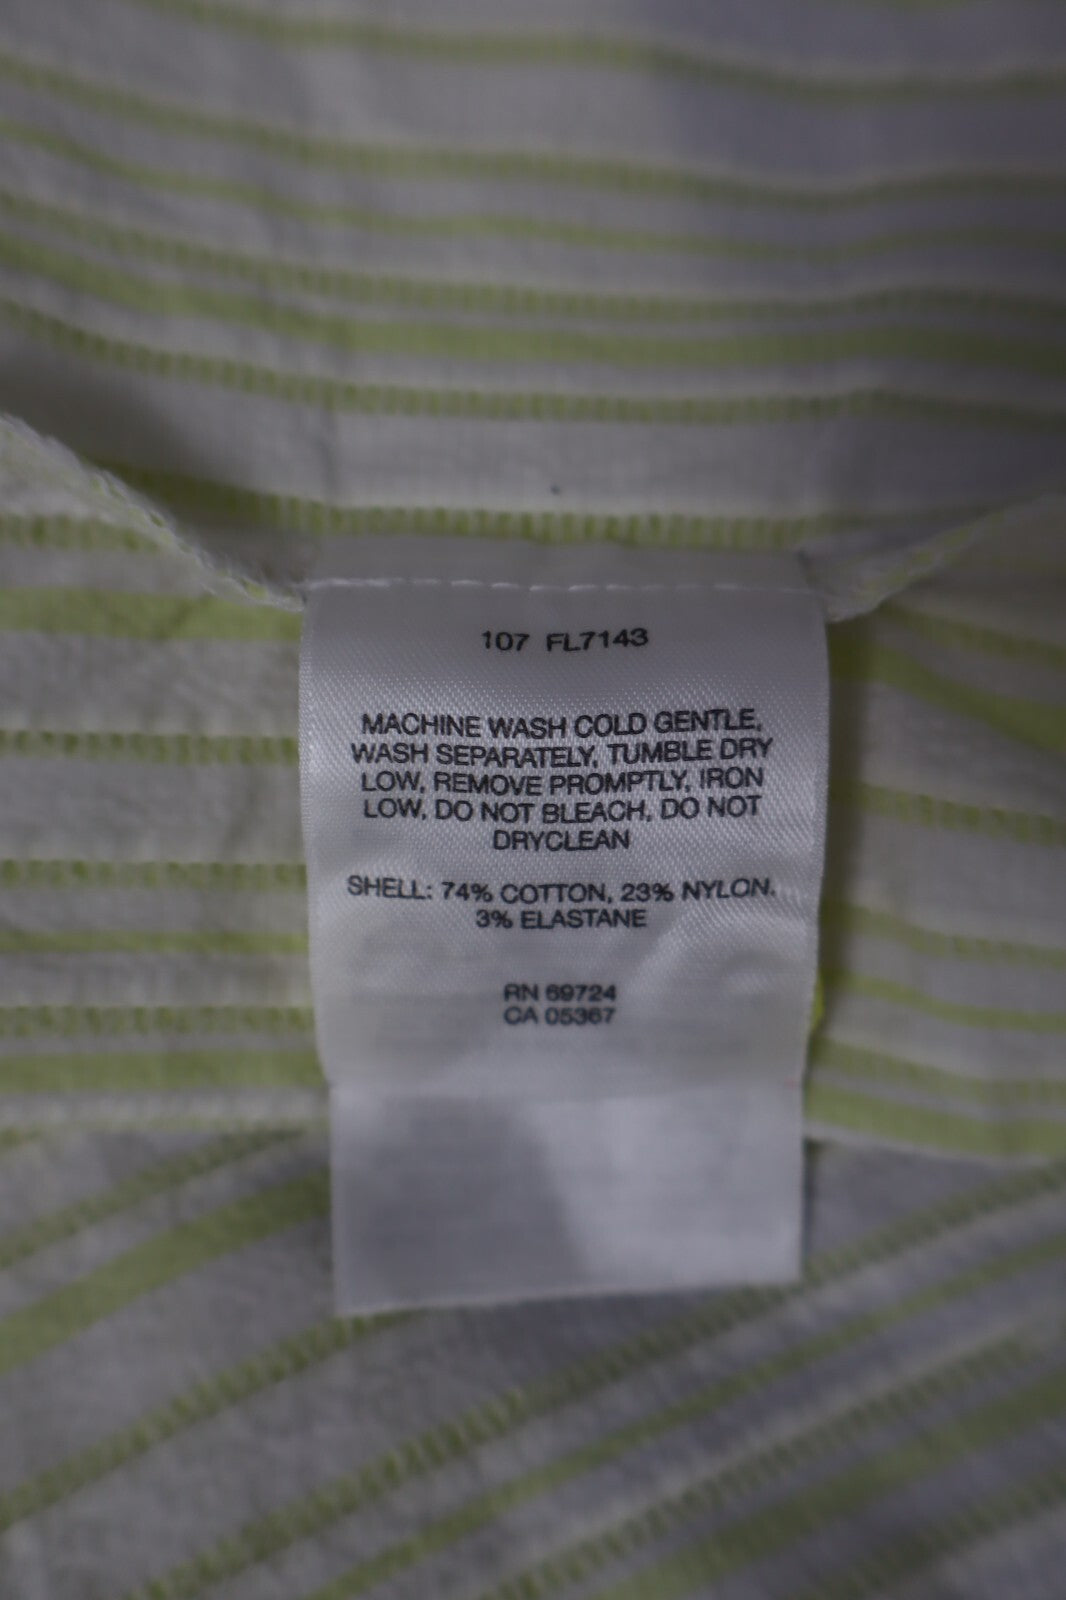 107 FL7143
MACHINE WASH COLD GENTLE,
WASH SEPARATELY, TUMBLE DRY
LOW, REMOVE PROMPTLY, IRON
LOW, DO NOT BLEACH, DO NOT
DRYCLEAN
SHELL: 74% COTTON, 23% NYLON.
3% ELASTANE
RN 69724
CA 05367